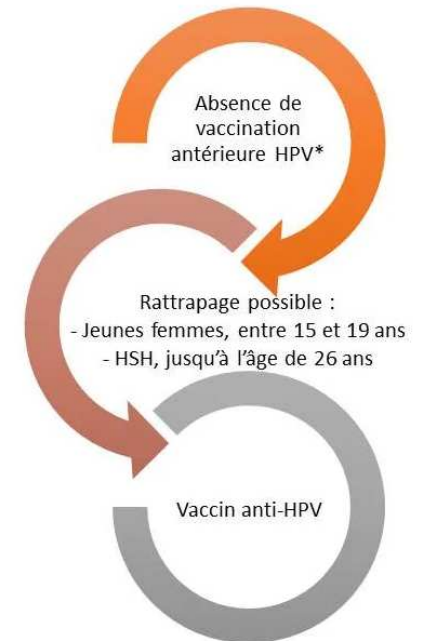 Absence de
vaccination
antérieure HPV*
Rattrapage possible :
- Jeunes femmes, entre 15 et 19 ans
- HSH, jusqu'à l'âge de 26 ans
Vaccin anti-HPV